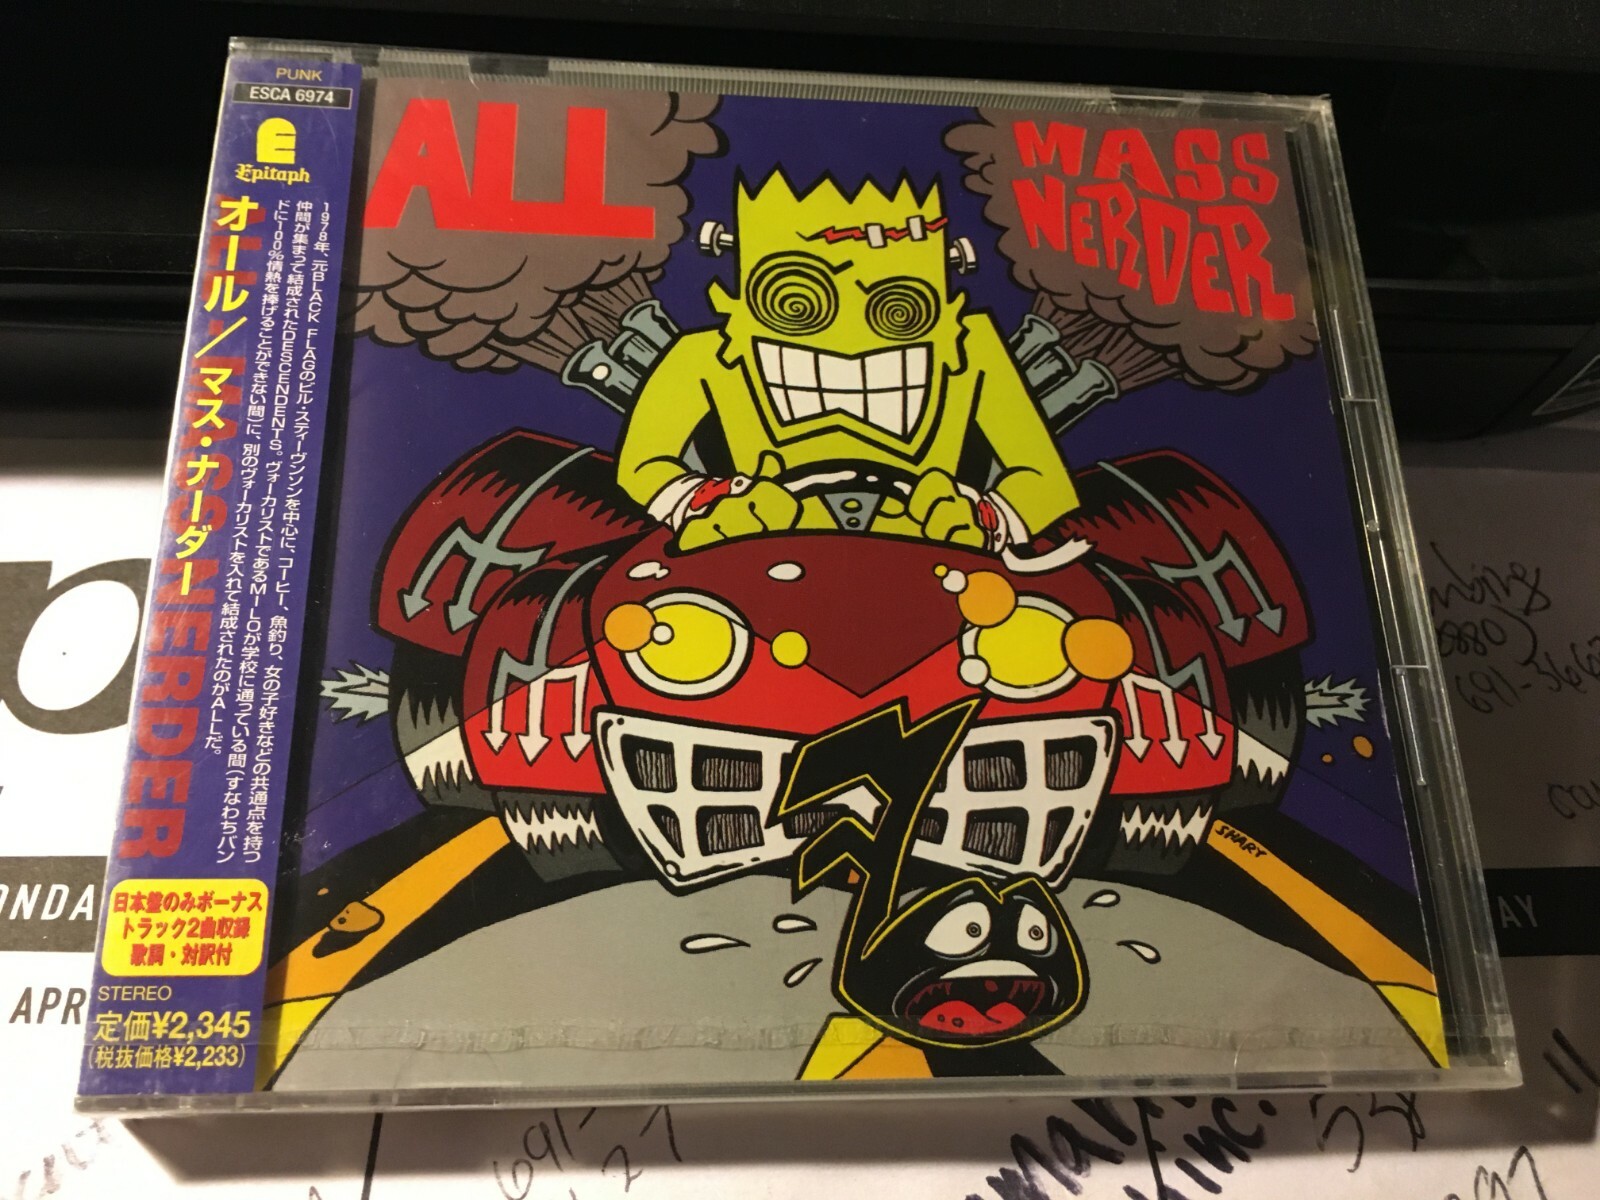 PUNK
ESCA 6974
E
Epitaph
オール/マス・ナーダー
ALL・MASS NERDER
1978年、元BLACK FLAGのビル・スティーヴンソンを中心に、コーヒー、魚釣り、女の子好きなどの共通点を持つ
仲間が集まって結成されたDESCENDENTS。ヴォーカリストであるMILOが学校に通っている間(すなわちバン
ドに100%情熱を捧げることができない間)に、別のヴォーカリストを入れて結成されたのがALLだ。
日本盤のみボーナス
トラック2曲収録
歌詞・対訳付
STEREO
定価¥2,345
(税抜価格¥2,233)
ALL
MASS
NERDER
SHARY
ONDA
APR
AY
880)
691-
691-
27
Inc.